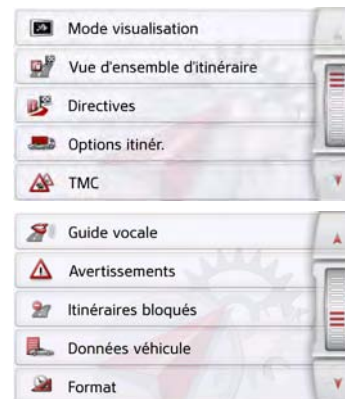 Mode visualisation
Vue d'ensemble d'itinéraire
Directives
Options itinér.
TMC
Guide vocale
Avertissements
Itinéraires bloqués
Données véhicule
Format